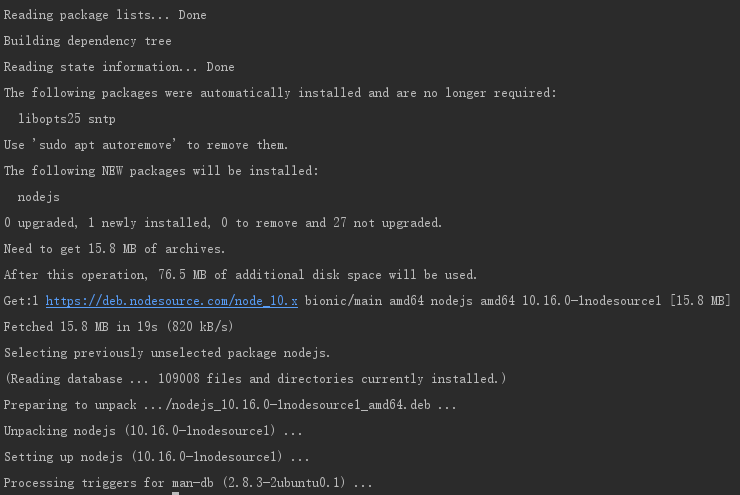 Reading package lists... Done
Building dependency tree
Reading state information... Done
The following packages were automatically installed and are no longer required:
libopts25 sntp
Use 'sudo apt autoremove' to remove them.
The following NEW packages will be installed:
nodejs
0 upgraded, 1 newly installed, 0 to remove and 27 not upgraded.
Need to get 15.8 MB of archives.
After this operation, 76.5 MB of additional disk space will be used.
Get:1 https://deb.nodesource.com/node_10.x bionic/main amd64 nodejs amd64 10.16.0-1nodesource1 [15.8 MB]
Fetched 15.8 MB in 19s (820 kB/s)
Selecting previously unselected package nodejs.
(Reading database ... 109008 files and directories currently installed.)
Preparing to unpack .../nodejs_10.16.0-1nodesource1_amd64.deb ...
Unpacking nodejs (10.16.0-1nodesource1) ...
Setting up nodejs (10.16.0-1nodesource1) ...
Processing triggers for man-db (2.8.3-2ubuntu0.1) ...